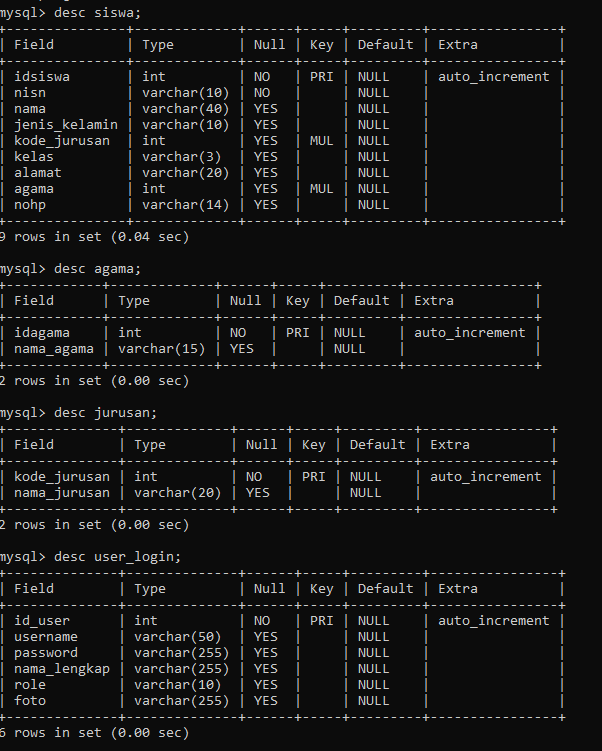 mysql> desc siswa;
+---------------+-------------+------+-----+---------+----------------+
| Field         | Type        | Null | Key | Default | Extra          |
+---------------+-------------+------+-----+---------+----------------+
| idsiswa       | int         | NO   | PRI | NULL    | auto_increment |
| nisn          | varchar(10) | NO   |     | NULL    |                |
| nama          | varchar(40) | YES  |     | NULL    |                |
| jenis_kelamin | varchar(10) | YES  |     | NULL    |                |
| kode_jurusan  | int         | YES  | MUL | NULL    |                |
| kelas         | varchar(3)  | YES  |     | NULL    |                |
| alamat        | varchar(20) | YES  |     | NULL    |                |
| agama         | int         | YES  | MUL | NULL    |                |
| nohp          | varchar(14) | YES  |     | NULL    |                |
+---------------+-------------+------+-----+---------+----------------+
9 rows in set (0.04 sec)
mysql> desc agama;
+------------+-------------+------+-----+---------+----------------+
| Field      | Type        | Null | Key | Default | Extra          |
+------------+-------------+------+-----+---------+----------------+
| idagama    | int         | NO   | PRI | NULL    | auto_increment |
| nama_agama | varchar(15) | YES  |     | NULL    |                |
+------------+-------------+------+-----+---------+----------------+
2 rows in set (0.00 sec)
mysql> desc jurusan;
+--------------+-------------+------+-----+---------+----------------+
| Field        | Type        | Null | Key | Default | Extra          |
+--------------+-------------+------+-----+---------+----------------+
| kode_jurusan | int         | NO   | PRI | NULL    | auto_increment |
| nama_jurusan | varchar(20) | YES  |     | NULL    |                |
+--------------+-------------+------+-----+---------+----------------+
2 rows in set (0.00 sec)
mysql> desc user_login;
+--------------+--------------+------+-----+---------+----------------+
| Field        | Type         | Null | Key | Default | Extra          |
+--------------+--------------+------+-----+---------+----------------+
| id_user      | int          | NO   | PRI | NULL    | auto_increment |
| username     | varchar(50)  | YES  |     | NULL    |                |
| password     | varchar(255) | YES  |     | NULL    |                |
| nama_lengkap | varchar(255) | YES  |     | NULL    |                |
| role         | varchar(10)  | YES  |     | NULL    |                |
| foto         | varchar(255) | YES  |     | NULL    |                |
+--------------+--------------+------+-----+---------+----------------+
6 rows in set (0.00 sec)